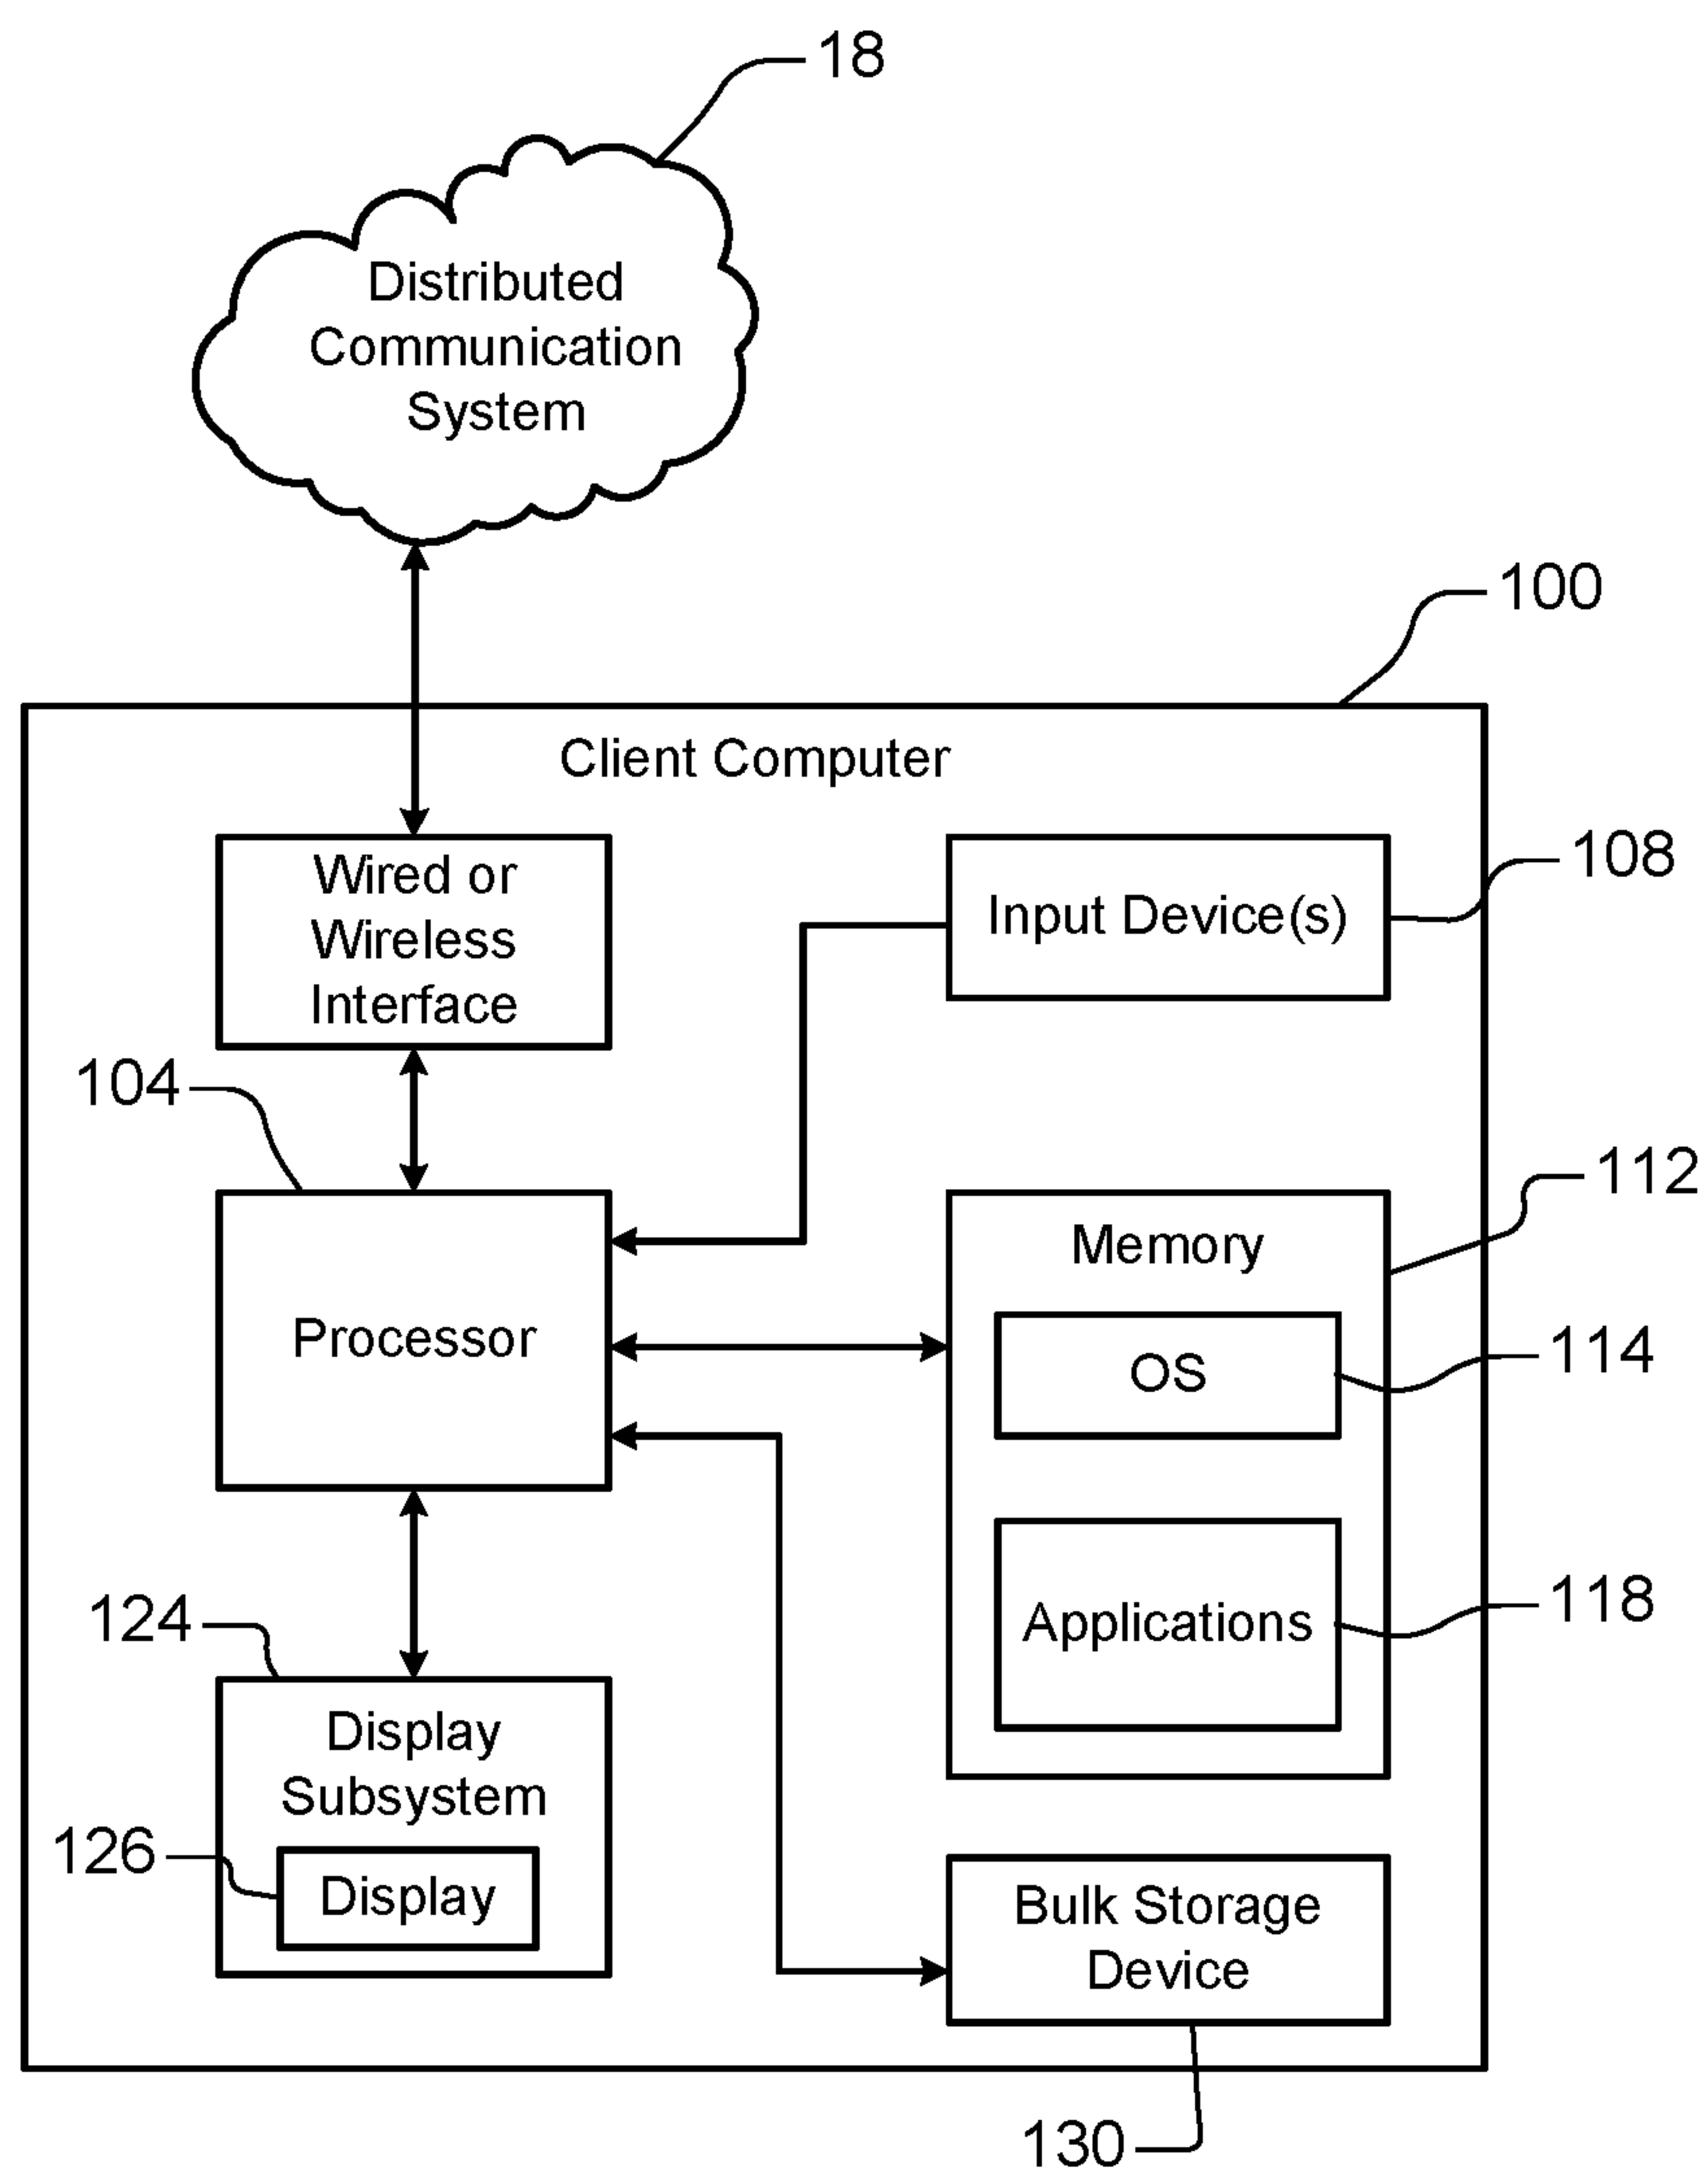 18
Distributed
Communication
System
100
Client Computer
Wired or
Wireless
Interface
Input Device(s)
108
104
Processor
112
Memory
OS
114
Applications
118
124
Display
Subsystem
126
Display
Bulk Storage
Device
130